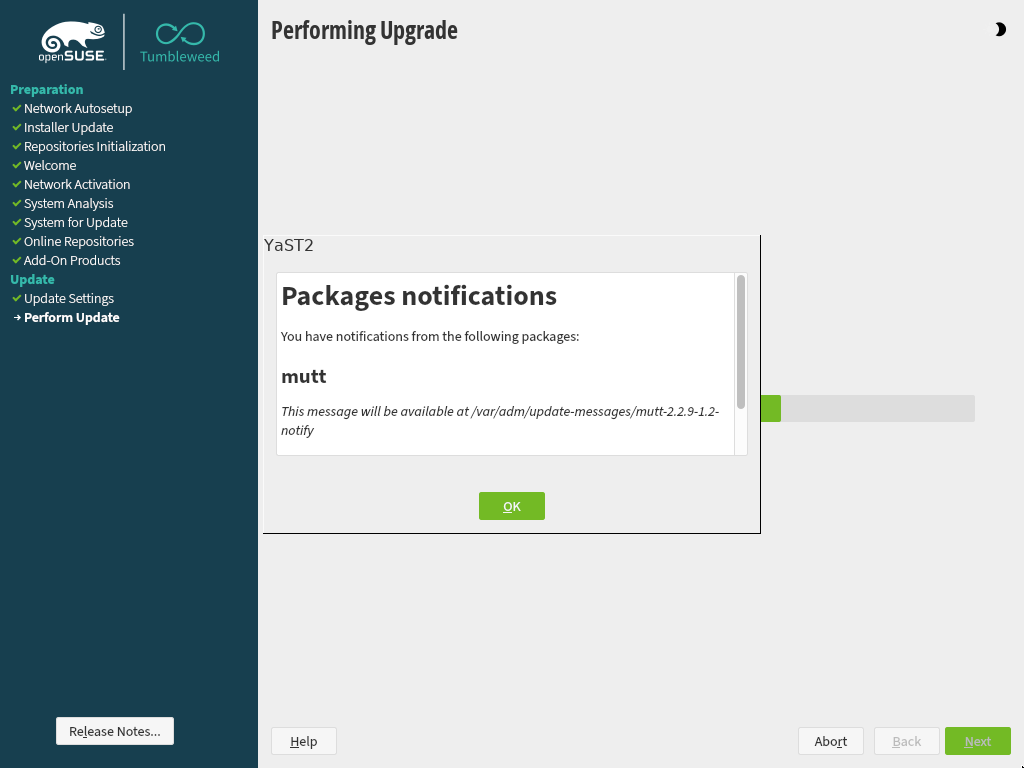 openSUSE
Tumbleweed
Performing Upgrade
Preparation
Network Autosetup
Installer Update
Repositories Initialization
Welcome
Network Activation
System Analysis
System for Update
Online Repositories
Add-On Products
Update
Update Settings
Perform Update
YaST2
Packages notifications
You have notifications from the following packages:
mutt
This message will be available at /var/adm/update-messages/mutt-2.2.9-1.2-
notify
OK
Release Notes...
Help
Abort
Back
Next